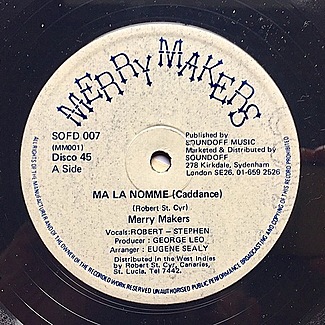 MERRY MAKERS
SOFD 007
(MM001)
Disco 45
A Side
Published by
SOUNDOFF MUSIC
Marketed & Distributed by
SOUNDOFF
278 Kirkdale, Sydenham
London SE26, 01-659 2526
MA LA NOMME (Caddance)
(Robert St. Cyr)
Merry Makers
Vocals: ROBERT - STEPHEN
Producer : GEORGE LEO
Arranger : EUGENE SEALY
Distributed in the West Indies
by Robert St. Cyr, Canaries,
St. Lucia. Tel 7442.
ALL RIGHTS OF THE MANUFACTURER AND OF THE OWNER OF THE RECORDED WORK RESERVED UNAUTHORISED PUBLIC PERFORMANCE BROADCASTING AND COPYING OF THIS RECORD PROHIBITED